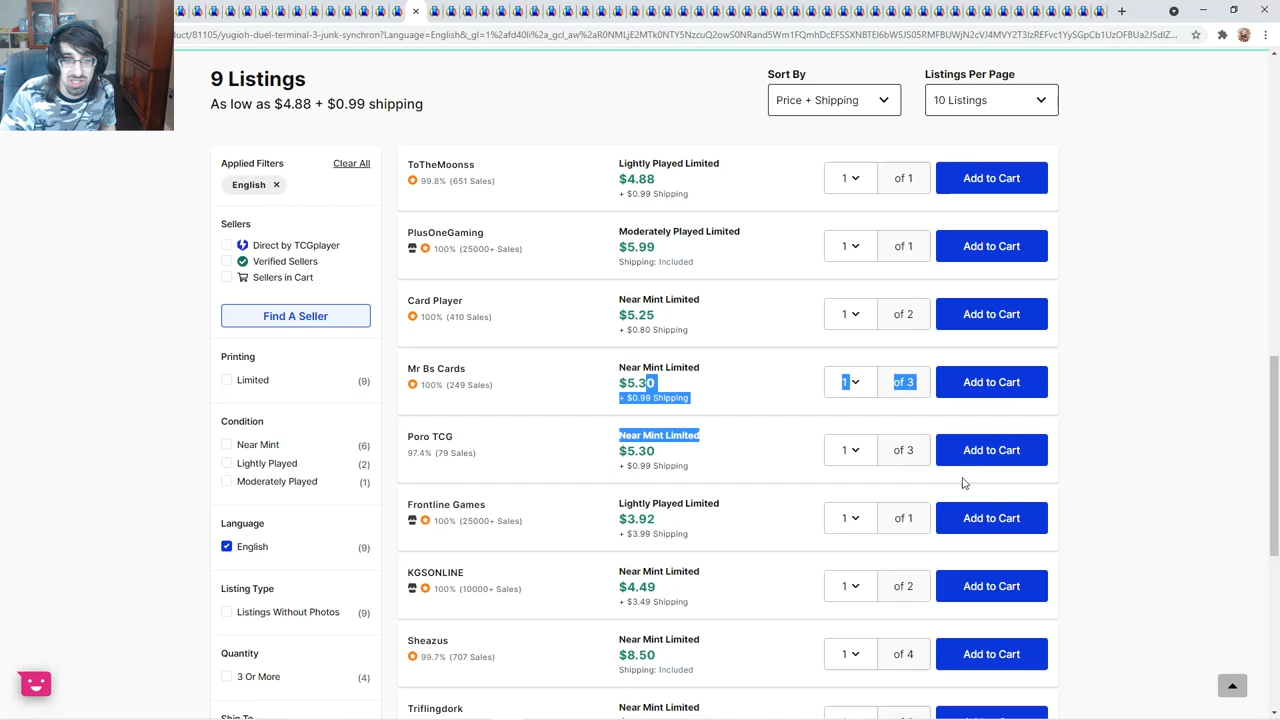 9 Listings
As low as $4.88 + $0.99 shipping
Sort By
Price + Shipping
Listings Per Page
10 Listings
Applied Filters
Clear All
English
Sellers
Direct by TCGplayer
Verified Sellers
Sellers in Cart
Find A Seller
Printing
Limited (9)
Condition
Near Mint (6)
Lightly Played (2)
Moderately Played (1)
Language
English (9)
Listing Type
Listings Without Photos (9)
Quantity
3 Or More (4)
Ship To
ToTheMoonss
99.8% (651 Sales)
Lightly Played Limited
$4.88
+ $0.99 Shipping
1 of 1
Add to Cart
PlusOneGaming
100% (25000+ Sales)
Moderately Played Limited
$5.99
Shipping: Included
1 of 1
Add to Cart
Card Player
100% (410 Sales)
Near Mint Limited
$5.25
+ $0.80 Shipping
1 of 2
Add to Cart
Mr Bs Cards
100% (249 Sales)
Near Mint Limited
$5.30
+ $0.99 Shipping
1 of 3
Add to Cart
Poro TCG
97.4% (79 Sales)
Near Mint Limited
$5.30
+ $0.99 Shipping
1 of 3
Add to Cart
Frontline Games
100% (25000+ Sales)
Lightly Played Limited
$3.92
+ $3.99 Shipping
1 of 1
Add to Cart
KGSONLINE
100% (10000+ Sales)
Near Mint Limited
$4.49
+ $3.49 Shipping
1 of 2
Add to Cart
Sheazus
99.7% (707 Sales)
Near Mint Limited
$8.50
Shipping: Included
1 of 4
Add to Cart
Triflingdork
Near Mint Limited